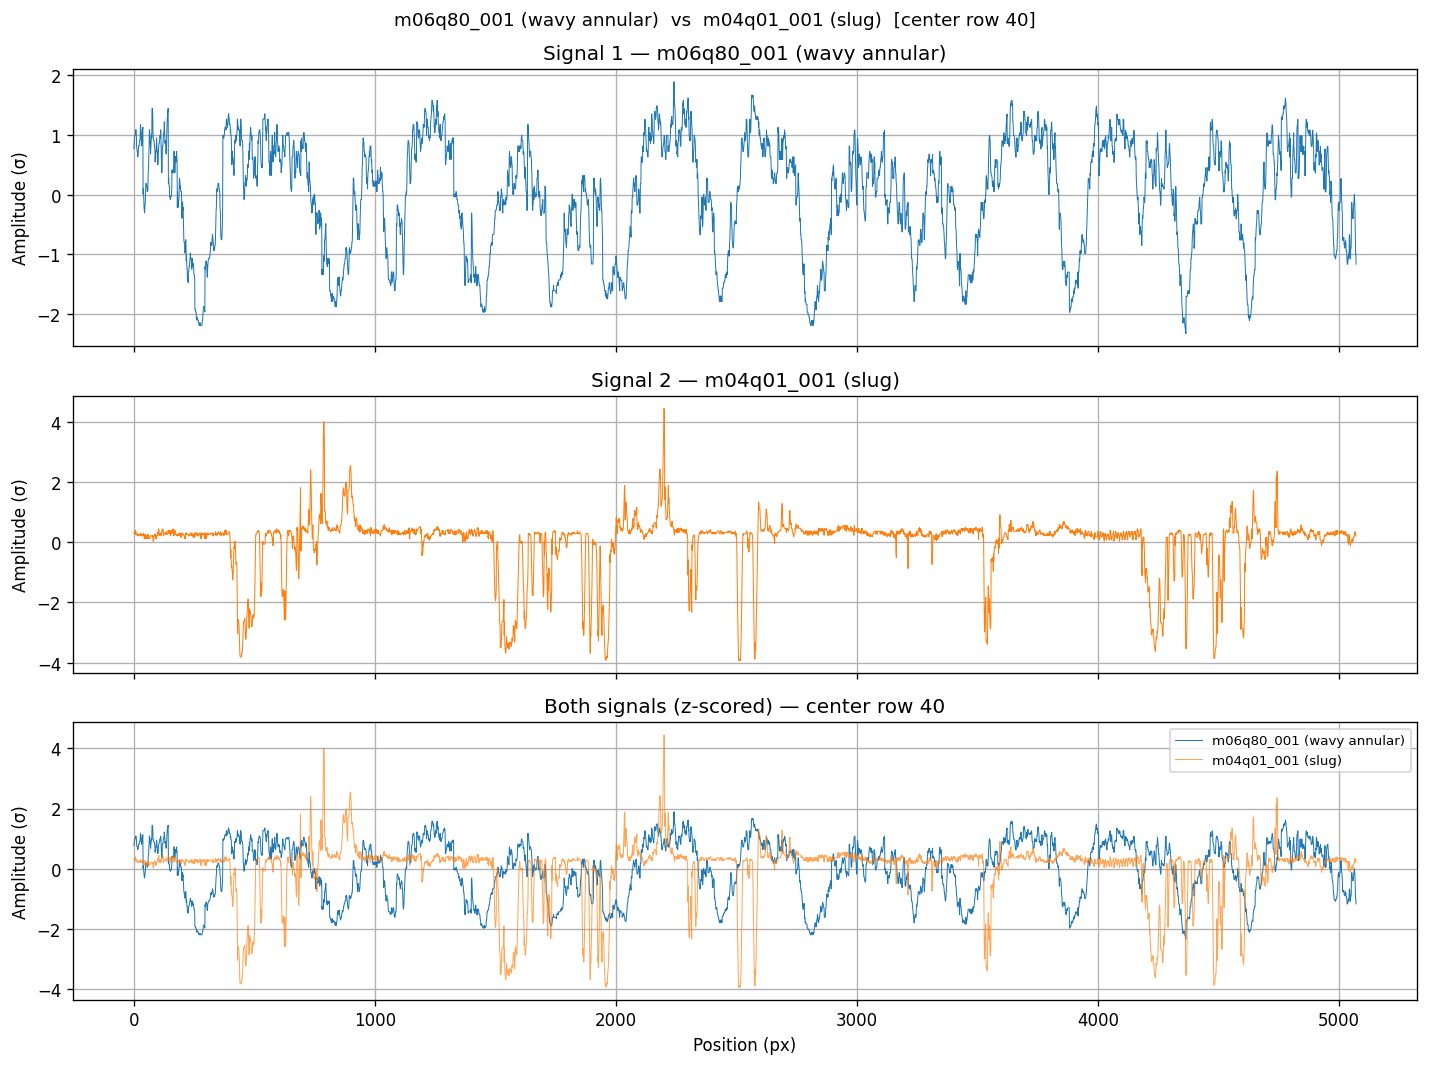 m06q80_001 (wavy annular)  vs  m04q01_001 (slug)  [center row 40]
Signal 1 — m06q80_001 (wavy annular)
Amplitude (σ)
2
1
0
−1
−2
Signal 2 — m04q01_001 (slug)
Amplitude (σ)
4
2
0
−2
−4
Both signals (z-scored) — center row 40
Amplitude (σ)
4
2
0
−2
−4
m06q80_001 (wavy annular)
m04q01_001 (slug)
0 1000 2000 3000 4000 5000
Position (px)